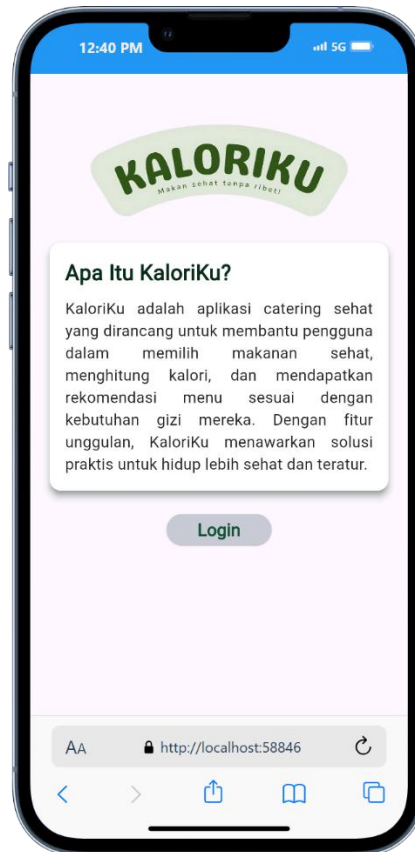 12:40 PM
5G
KALORIKU
Makan sehat tanpa ribet!
Apa Itu KaloriKu?
KaloriKu adalah aplikasi catering sehat
yang dirancang untuk membantu pengguna
dalam memilih makanan sehat,
menghitung kalori, dan mendapatkan
rekomendasi menu sesuai dengan
kebutuhan gizi mereka. Dengan fitur
unggulan, KaloriKu menawarkan solusi
praktis untuk hidup lebih sehat dan teratur.
Login
AA
http://localhost:58846